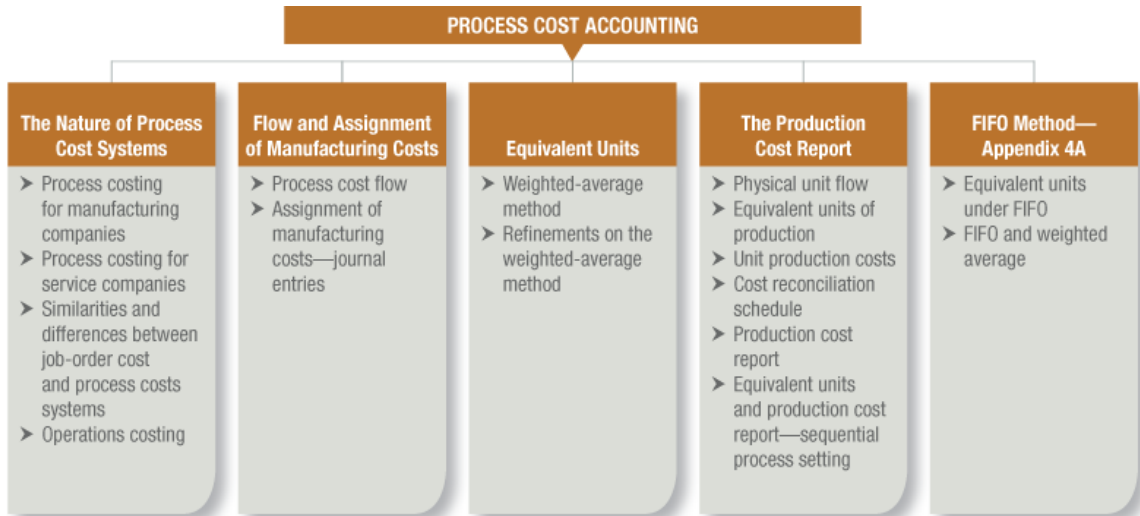 PROCESS COST ACCOUNTING
The Nature of Process
Cost Systems
➤ Process costing
for manufacturing
companies
➤ Process costing for
service companies
➤ Similarities and
differences between
job-order cost
and process costs
systems
➤ Operations costing
Flow and Assignment
of Manufacturing Costs
➤ Process cost flow
➤ Assignment of
manufacturing
costs—journal
entries
Equivalent Units
➤ Weighted-average
method
➤ Refinements on the
weighted-average
method
The Production
Cost Report
➤ Physical unit flow
➤ Equivalent units of
production
➤ Unit production costs
➤ Cost reconciliation
schedule
➤ Production cost
report
➤ Equivalent units
and production cost
report—sequential
process setting
FIFO Method—
Appendix 4A
➤ Equivalent units
under FIFO
➤ FIFO and weighted
average